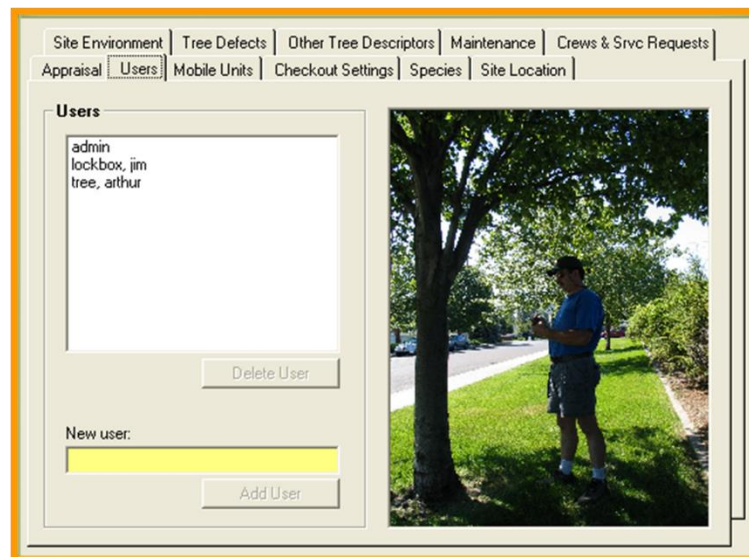 Site Environment Tree Defects Other Tree Descriptors Maintenance Crews & Srvc Requests
Appraisal Users Mobile Units Checkout Settings Species Site Location
Users
admin
lockbox, jim
tree, arthur
Delete User
New user:
Add User